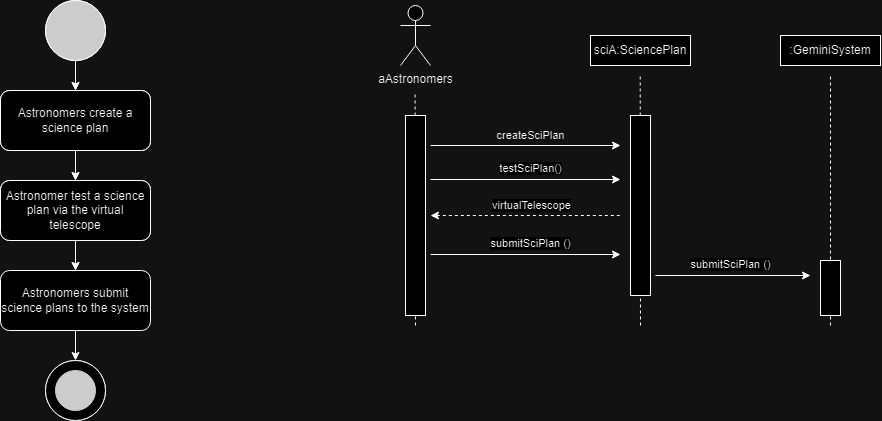 Astronomers create a
science plan
Astronomer test a science
plan via the virtual
telescope
Astronomers submit
science plans to the system
aAstronomers
sciA:SciencePlan
:GeminiSystem
createSciPlan
testSciPlan()
virtualTelescope
submitSciPlan ()
submitSciPlan ()